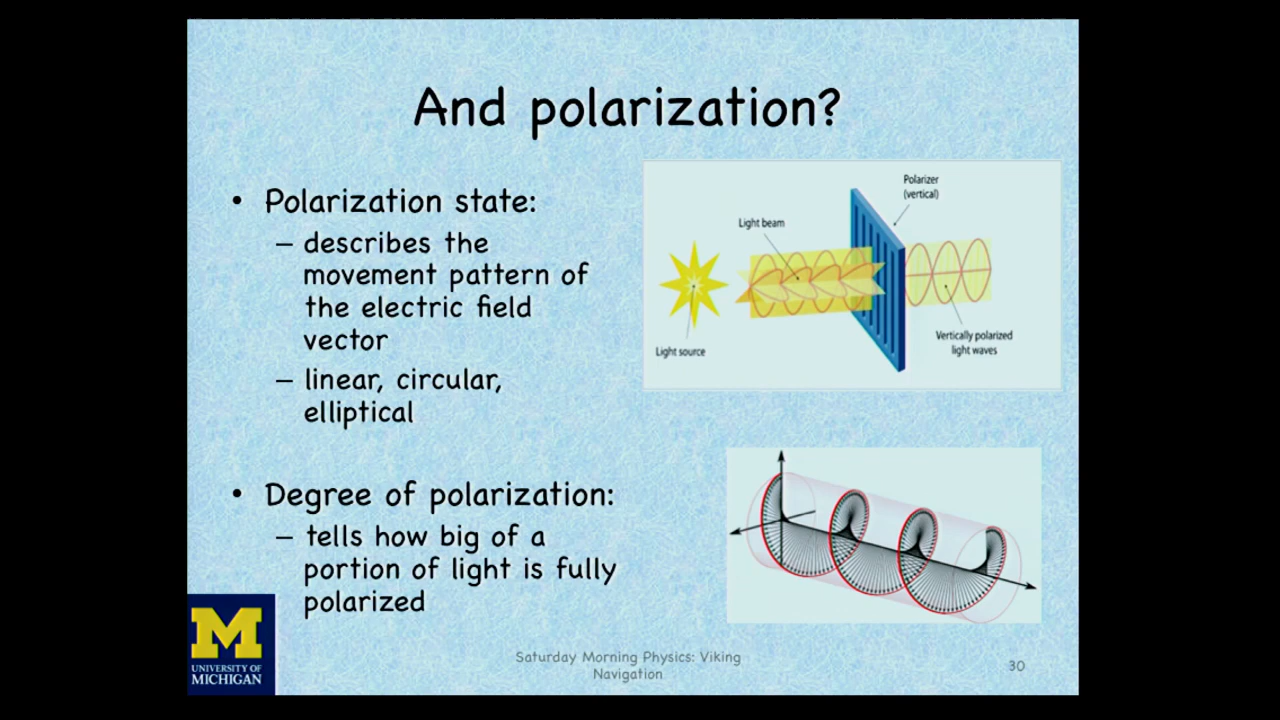 And polarization?
• Polarization state:
– describes the
movement pattern of
the electric field
vector
– linear, circular,
elliptical
• Degree of polarization:
– tells how big of a
portion of light is fully
polarized
Polarizer
(vertical)
Light beam
Light source
Vertically polarized
light waves
M
UNIVERSITY OF
MICHIGAN
Saturday Morning Physics: Viking
Navigation
30